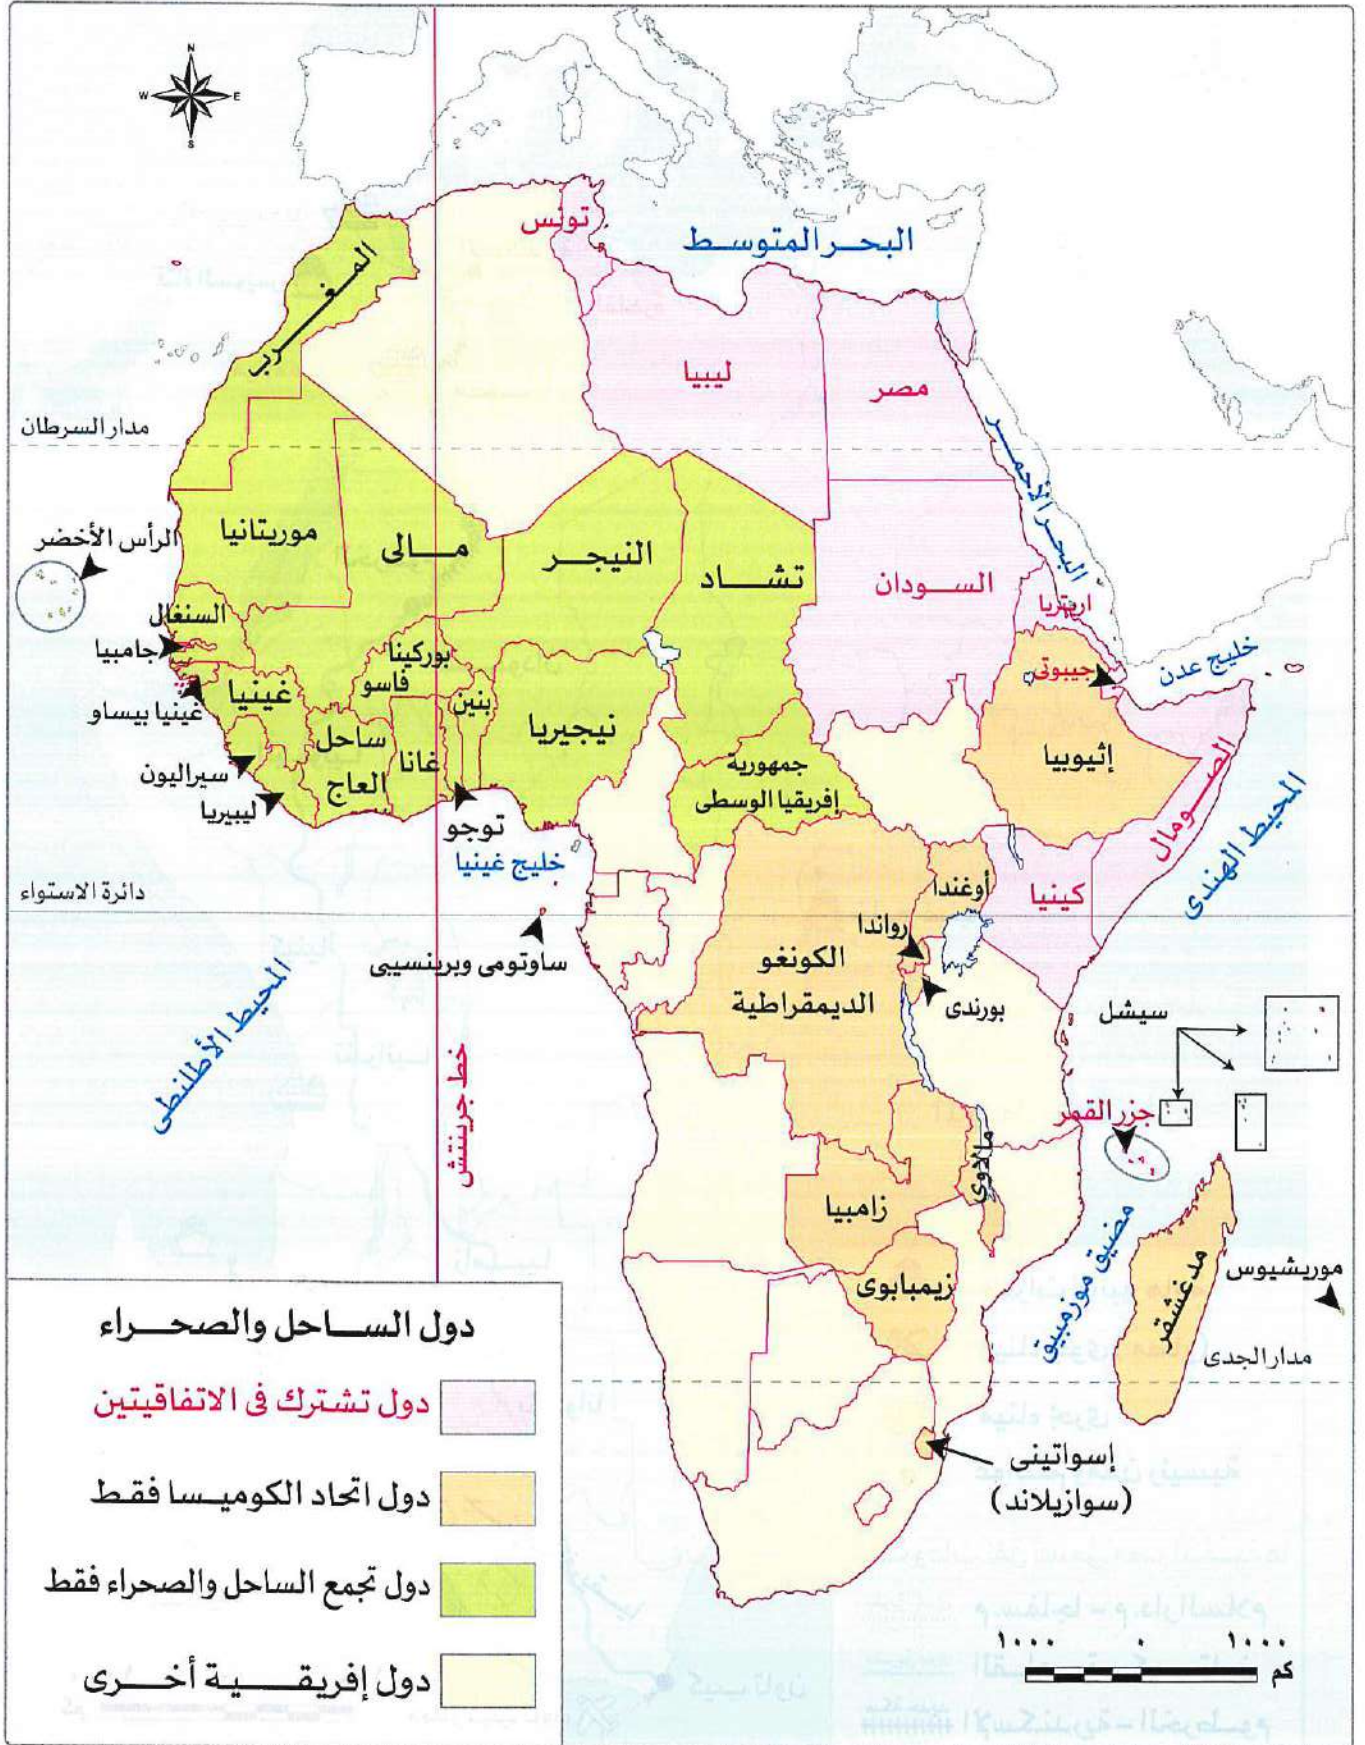 N
W E
S
تونس
البحر المتوسط
المغرب
ليبيا
مصر
مدار السرطان
البحر الأحمر
موريتانيا
مالى
النيجر
تشاد
السودان
الرأس الأخضر
اريتريا
السنغال
جامبيا
خليج عدن
بوركينا
فاسو
جيبوتى
غينيا
بنين
غينيا بيساو
نيجيريا
ساحل
العاج
غانا
إثيوبيا
الصومال
جمهورية
إفريقيا الوسطى
سيراليون
ليبيريا
توجو
خليج غينيا
المحيط الهندى
أوغندا
كينيا
دائرة الاستواء
رواندا
ساوتومى وبرينسيبى
الكونغو
الديمقراطية
بورندى
سيشل
المحيط الأطلنطى
خط جرينتش
جزر القمر
مالاوى
زامبيا
مضيق موزمبيق
مدغشقر
موريشيوس
زيمبابوى
مدار الجدى
إسواتينى
(سوازيلاند)
دول الساحل والصحراء
دول تشترك فى الاتفاقيتين
دول اتحاد الكوميسا فقط
دول تجمع الساحل والصحراء فقط
دول إفريقية أخرى
١٠٠٠ ٠ ١٠٠٠
كم